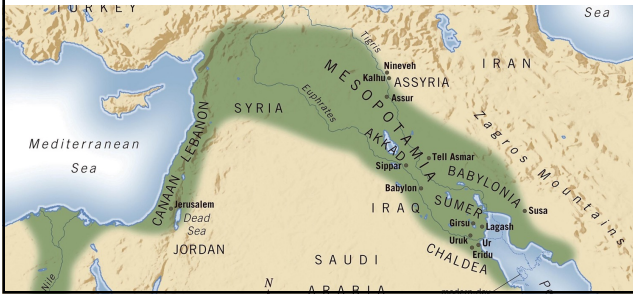 TURKEY
Sea
Tigris
Nineveh
Kalhu
ASSYRIA
IRAN
Assur
MESOPOTAMIA
Euphrates
SYRIA
LEBANON
Mediterranean
Sea
AKKAD
Tell Asmar
Sippar
Zagros Mountains
BABYLONIA
Babylon
CANAAN
Jerusalem
Dead
Sea
IRAQ
SUMER
Susa
Girsu
Lagash
Uruk
Ur
Eridu
JORDAN
CHALDEA
SAUDI
ARABIA
Nile
N
modern day